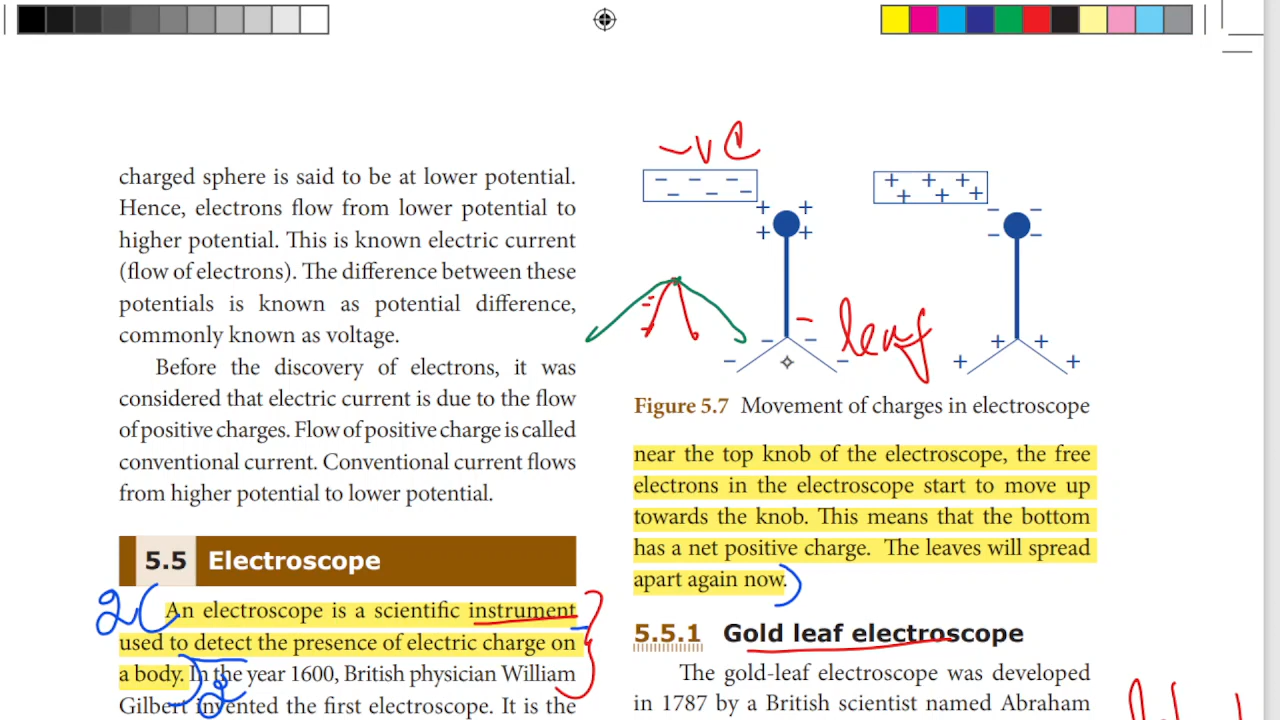 charged sphere is said to be at lower potential.
Hence, electrons flow from lower potential to
higher potential. This is known electric current
(flow of electrons). The difference between these
potentials is known as potential difference,
commonly known as voltage.
Before the discovery of electrons, it was
considered that electric current is due to the flow
of positive charges. Flow of positive charge is called
conventional current. Conventional current flows
from higher potential to lower potential.
5.5 Electroscope
2
An electroscope is a scientific instrument
used to detect the presence of electric charge on
a body. In the year 1600, British physician William
2
Gilbert invented the first electroscope. It is the
-v C
− − −
− − −
+ +
+ +
leaf
− −
− −
+ + +
+ + +
− −
− −
+ +
+ +
Figure 5.7 Movement of charges in electroscope
near the top knob of the electroscope, the free
electrons in the electroscope start to move up
towards the knob. This means that the bottom
has a net positive charge. The leaves will spread
apart again now.
5.5.1 Gold leaf electroscope
The gold-leaf electroscope was developed
in 1787 by a British scientist named Abraham